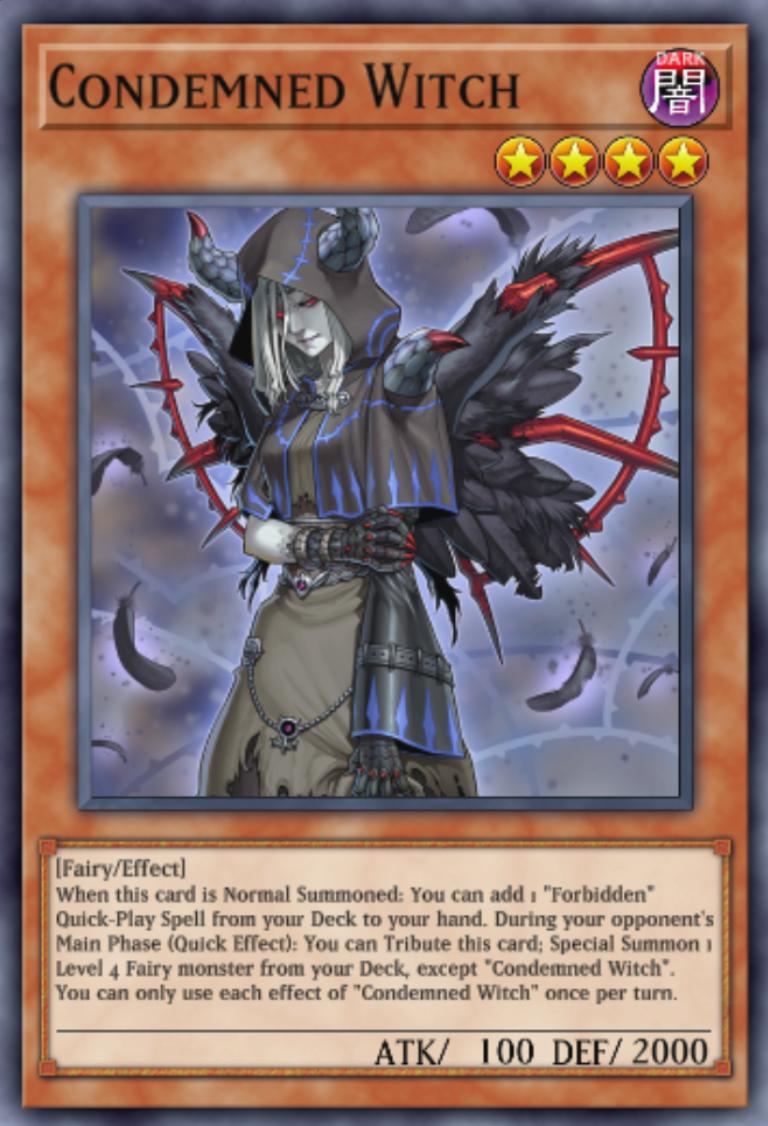 CONDEMNED WITCH
DARK
闇
[Fairy/Effect]
When this card is Normal Summoned: You can add 1 "Forbidden"
Quick-Play Spell from your Deck to your hand. During your opponent's
Main Phase (Quick Effect): You can Tribute this card; Special Summon 1
Level 4 Fairy monster from your Deck, except "Condemned Witch".
You can only use each effect of "Condemned Witch" once per turn.
ATK/ 100 DEF/ 2000